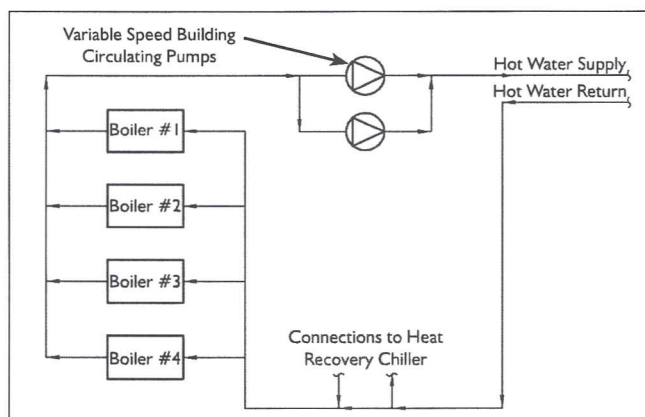 Variable Speed Building
Circulating Pumps
Hot Water Supply
Hot Water Return
Boiler #1
Boiler #2
Boiler #3
Boiler #4
Connections to Heat
Recovery Chiller